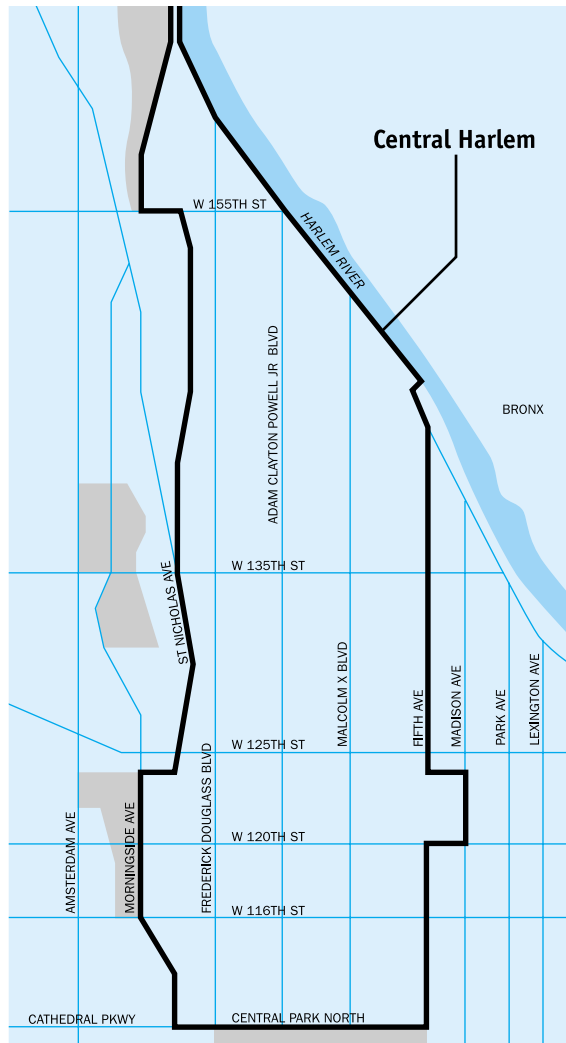 Central Harlem
W 155TH ST
HARLEM RIVER
ADAM CLAYTON POWELL JR BLVD
BRONX
W 135TH ST
ST NICHOLAS AVE
MALCOLM X BLVD
FIFTH AVE
MADISON AVE
PARK AVE
LEXINGTON AVE
W 125TH ST
FREDERICK DOUGLASS BLVD
AMSTERDAM AVE
MORNINGSIDE AVE
W 120TH ST
W 116TH ST
CATHEDRAL PKWY
CENTRAL PARK NORTH